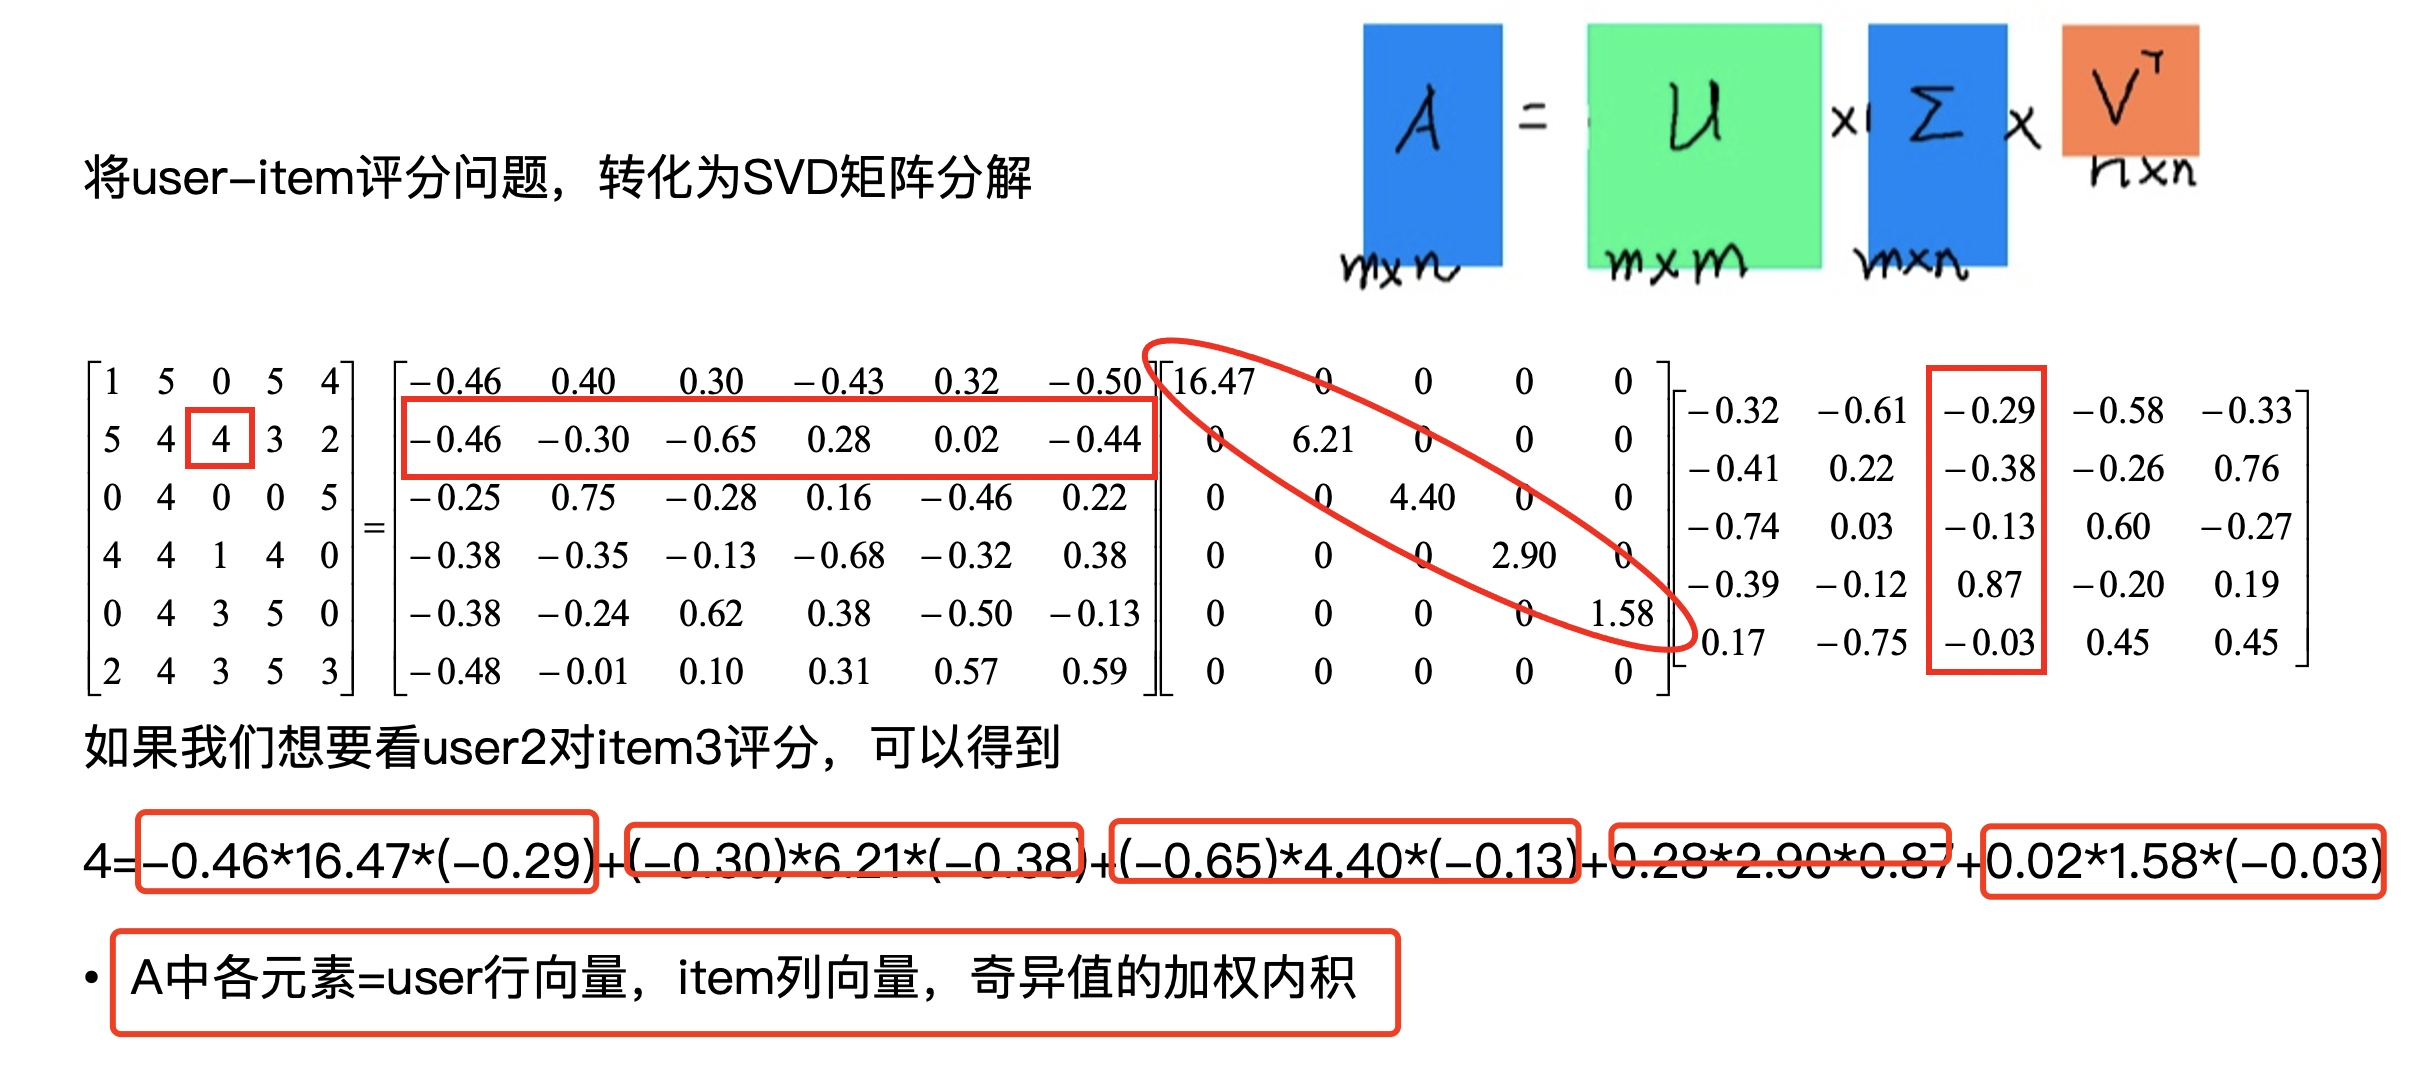 A = U × Σ × Vᵀ
m×n m×m m×n n×n
将user-item评分问题，转化为SVD矩阵分解
1 5 0 5 4
5 4 4 3 2
0 4 0 0 5
4 4 1 4 0
0 4 3 5 0
2 4 3 5 3
=
-0.46 0.40 0.30 -0.43 0.32 -0.50
-0.46 -0.30 -0.65 0.28 0.02 -0.44
-0.25 0.75 -0.28 0.16 -0.46 0.22
-0.38 -0.35 -0.13 -0.68 -0.32 0.38
-0.38 -0.24 0.62 0.38 -0.50 -0.13
-0.48 -0.01 0.10 0.31 0.57 0.59
16.47 0 0 0 0
0 6.21 0 0 0
0 0 4.40 0 0
0 0 0 2.90 0
0 0 0 0 1.58
0 0 0 0 0
-0.32 -0.61 -0.29 -0.58 -0.33
-0.41 0.22 -0.38 -0.26 0.76
-0.74 0.03 -0.13 0.60 -0.27
-0.39 -0.12 0.87 -0.20 0.19
0.17 -0.75 -0.03 0.45 0.45
如果我们想要看user2对item3评分，可以得到
4=-0.46*16.47*(-0.29)+(-0.30)*6.21*(-0.38)+(-0.65)*4.40*(-0.13)+0.28*2.90*0.87+0.02*1.58*(-0.03)
• A中各元素=user行向量，item列向量，奇异值的加权内积